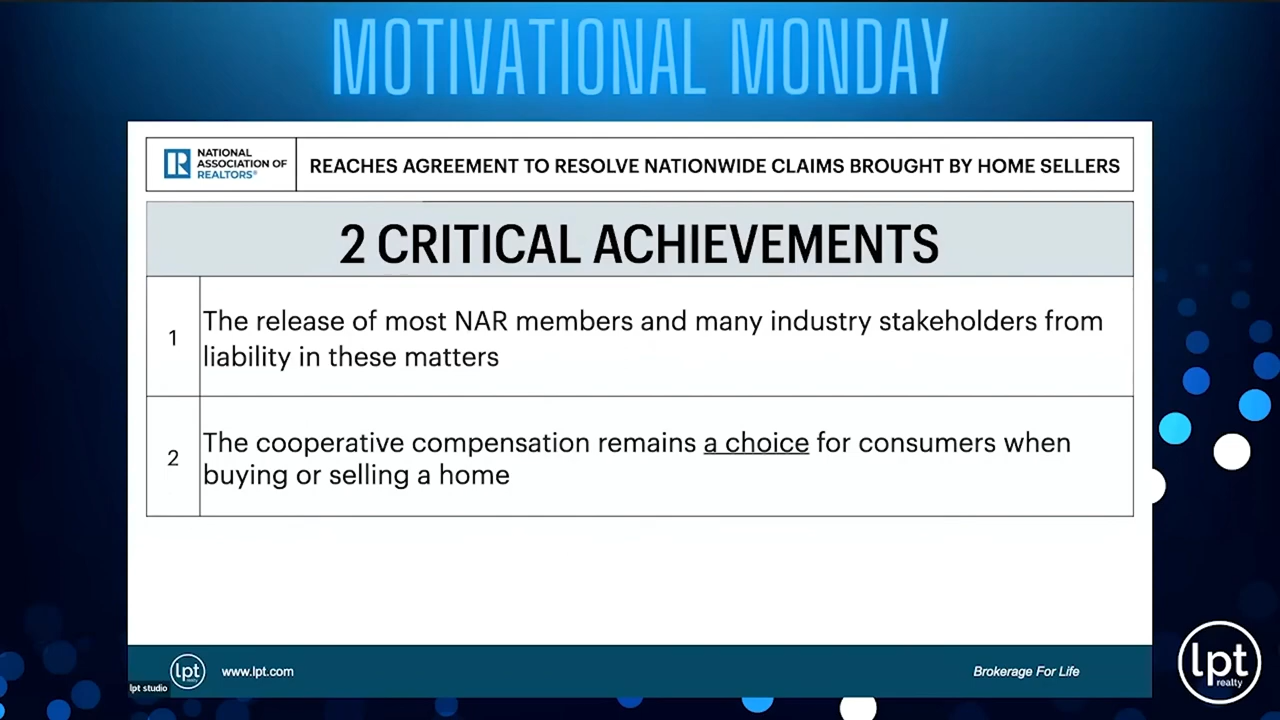 MOTIVATIONAL MONDAY
NATIONAL
ASSOCIATION OF
REALTORS®
REACHES AGREEMENT TO RESOLVE NATIONWIDE CLAIMS BROUGHT BY HOME SELLERS
2 CRITICAL ACHIEVEMENTS
1
The release of most NAR members and many industry stakeholders from
liability in these matters
2
The cooperative compensation remains a choice for consumers when
buying or selling a home
lpt
realty
www.lpt.com
Brokerage For Life
lpt studio
lpt
realty